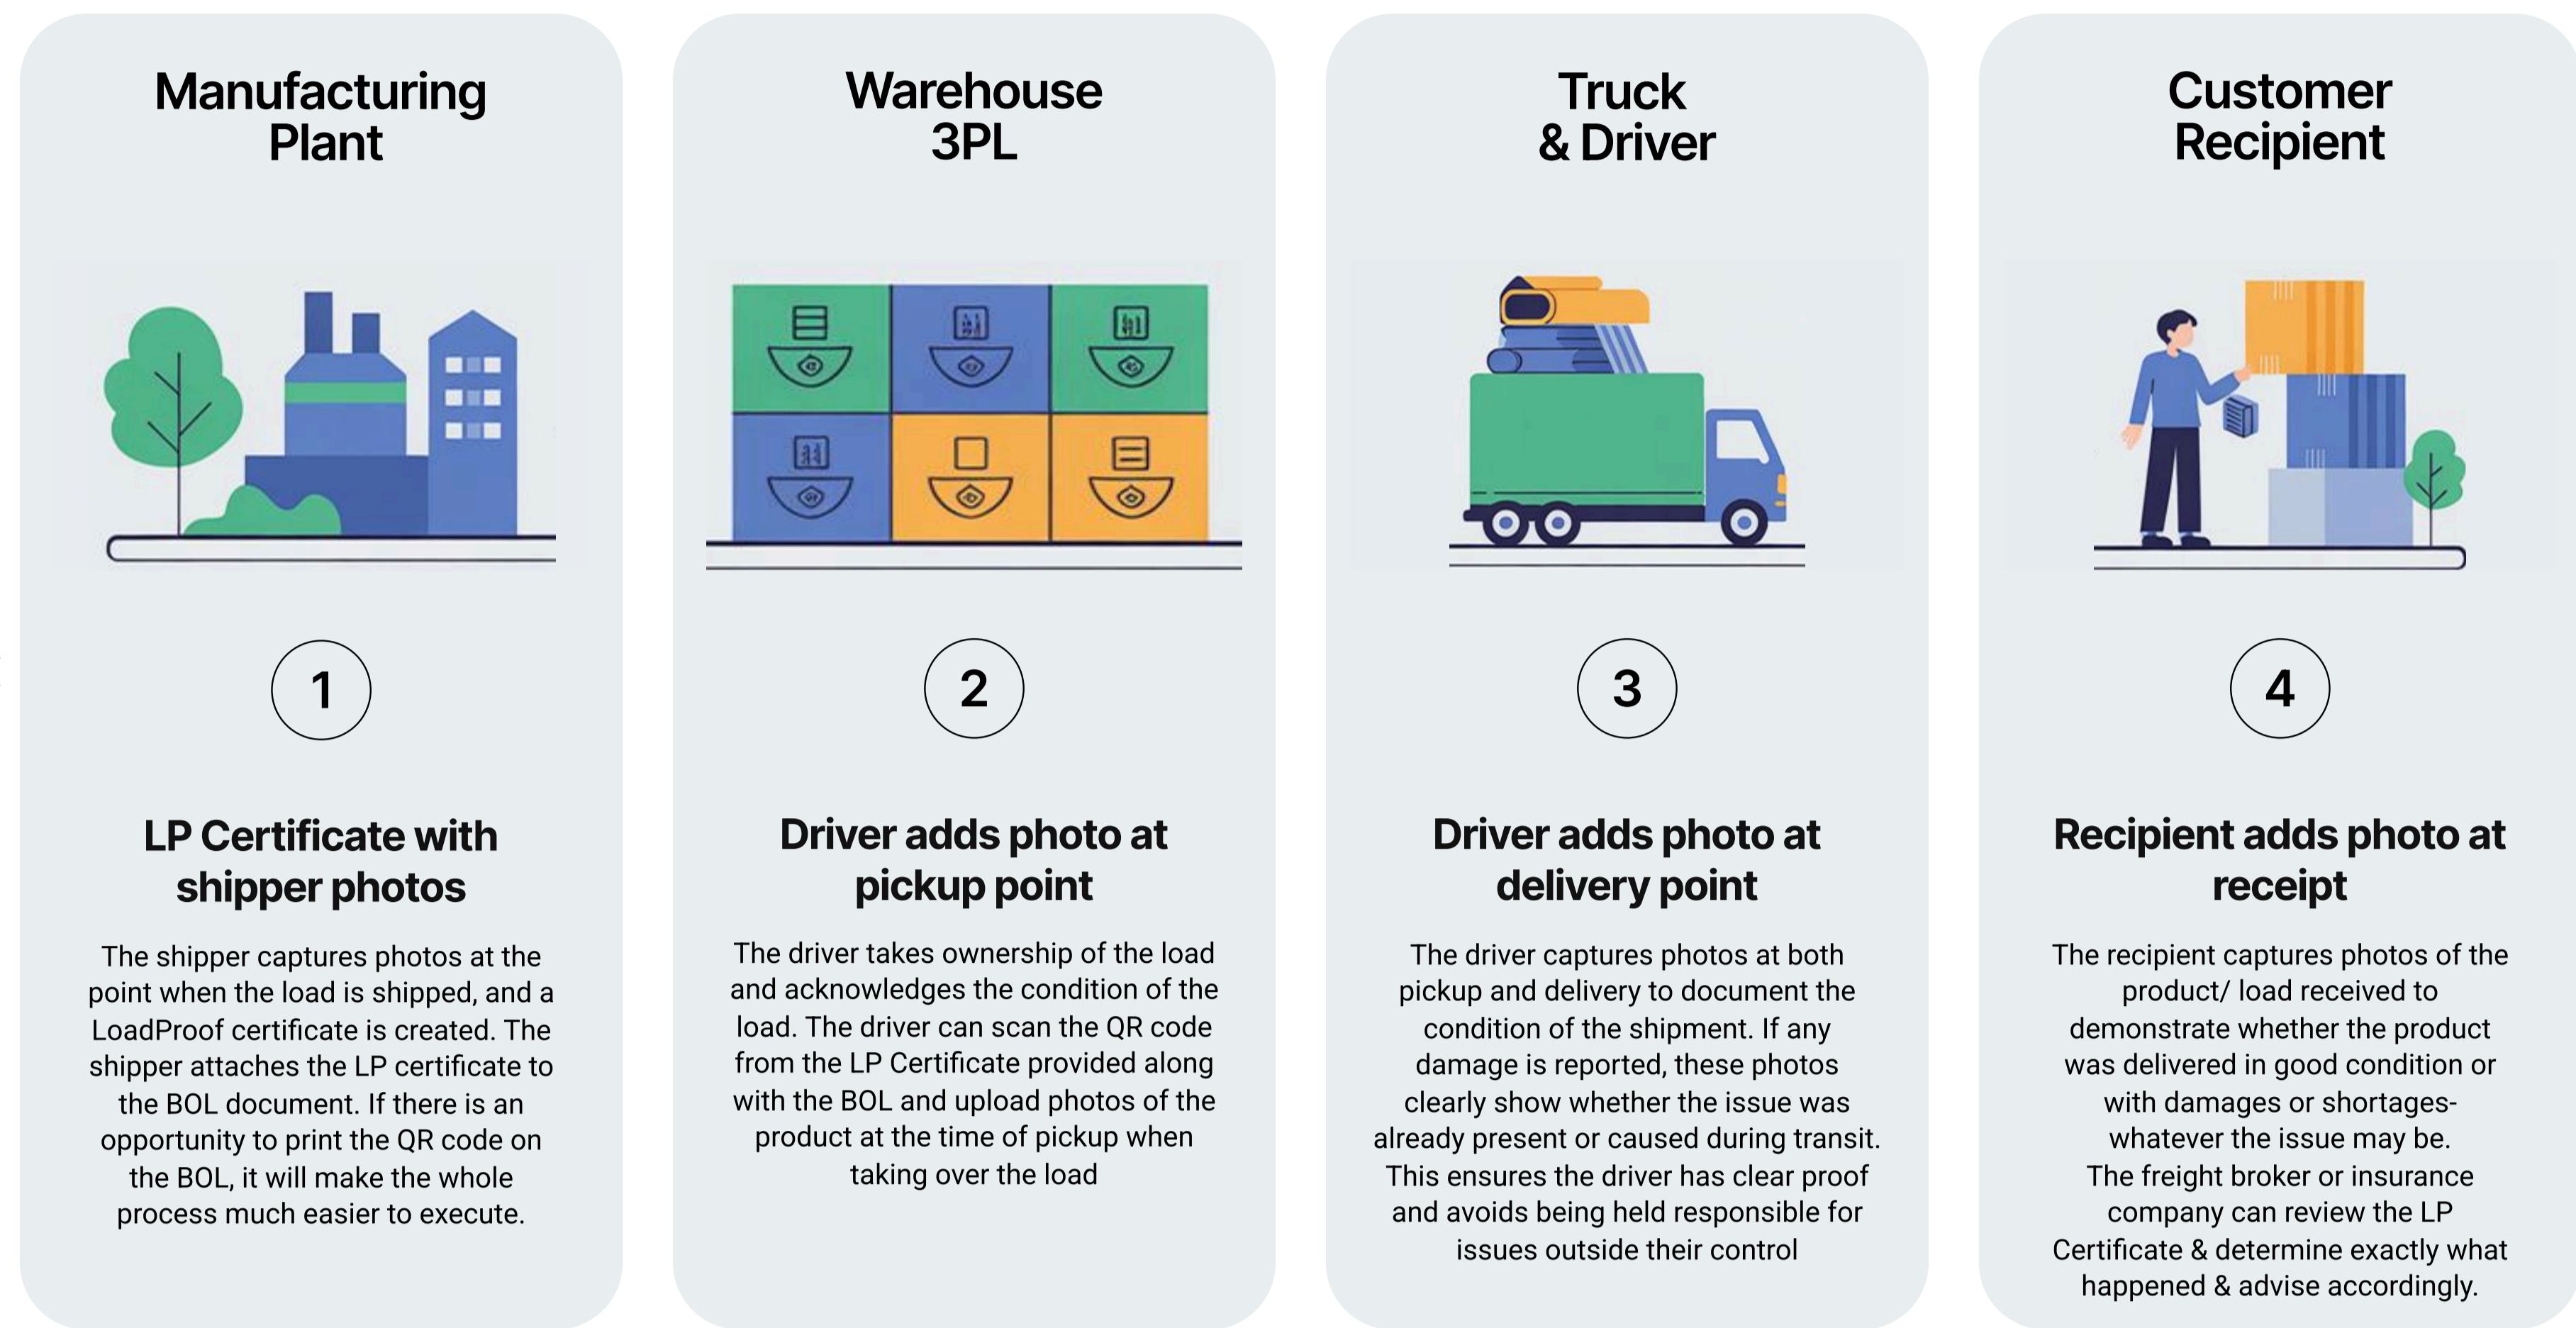 Manufacturing
Plant
1
LP Certificate with
shipper photos
The shipper captures photos at the
point when the load is shipped, and a
LoadProof certificate is created. The
shipper attaches the LP certificate to
the BOL document. If there is an
opportunity to print the QR code on
the BOL, it will make the whole
process much easier to execute.
Warehouse
3PL
2
Driver adds photo at
pickup point
The driver takes ownership of the load
and acknowledges the condition of the
load. The driver can scan the QR code
from the LP Certificate provided along
with the BOL and upload photos of the
product at the time of pickup when
taking over the load
Truck
& Driver
3
Driver adds photo at
delivery point
The driver captures photos at both
pickup and delivery to document the
condition of the shipment. If any
damage is reported, these photos
clearly show whether the issue was
already present or caused during transit.
This ensures the driver has clear proof
and avoids being held responsible for
issues outside their control
Customer
Recipient
4
Recipient adds photo at
receipt
The recipient captures photos of the
product/ load received to
demonstrate whether the product
was delivered in good condition or
with damages or shortages-
whatever the issue may be.
The freight broker or insurance
company can review the LP
Certificate & determine exactly what
happened & advise accordingly.